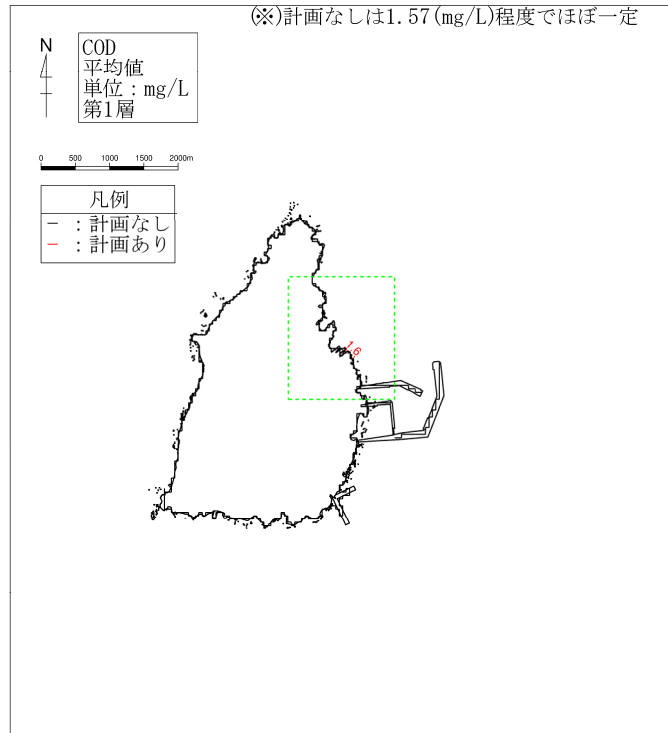 (※)計画なしは1.57(mg/L)程度でほぼ一定
N
COD
平均値
単位：mg/L
第1層
0 500 1000 1500 2000m
凡例
－ ：計画なし
－ ：計画あり
1.6